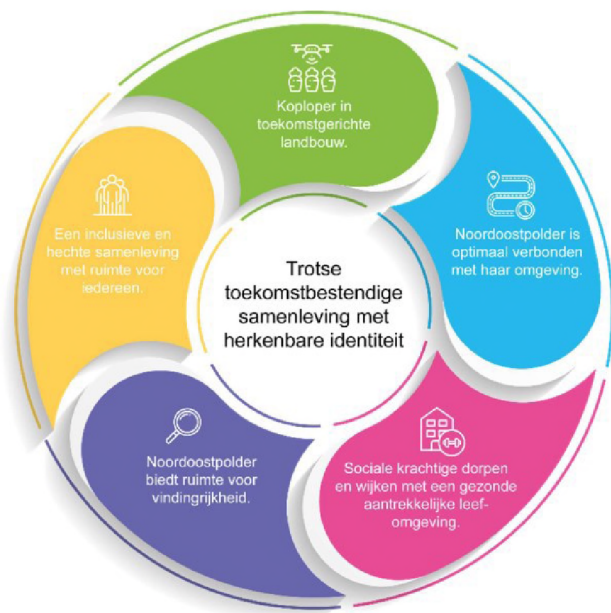 Koploper in
toekomstgerichte
landbouw.
Noordoostpolder is
optimaal verbonden
met haar omgeving.
Sociale krachtige dorpen
en wijken met een gezonde
aantrekkelijke leef-
omgeving.
Noordoostpolder
biedt ruimte voor
vindingrijkheid.
Een inclusieve en
hechte samenleving
met ruimte voor
iedereen.
Trotse
toekomstbestendige
samenleving met
herkenbare identiteit